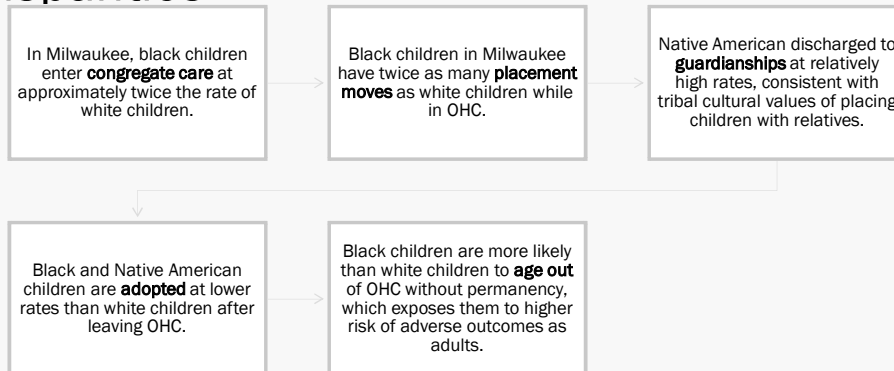 In Milwaukee, black children
enter congregate care at
approximately twice the rate of
white children.
Black children in Milwaukee
have twice as many placement
moves as white children while
in OHC.
Native American discharged to
guardianships at relatively
high rates, consistent with
tribal cultural values of placing
children with relatives.
Black and Native American
children are adopted at lower
rates than white children after
leaving OHC.
Black children are more likely
than white children to age out
of OHC without permanency,
which exposes them to higher
risk of adverse outcomes as
adults.